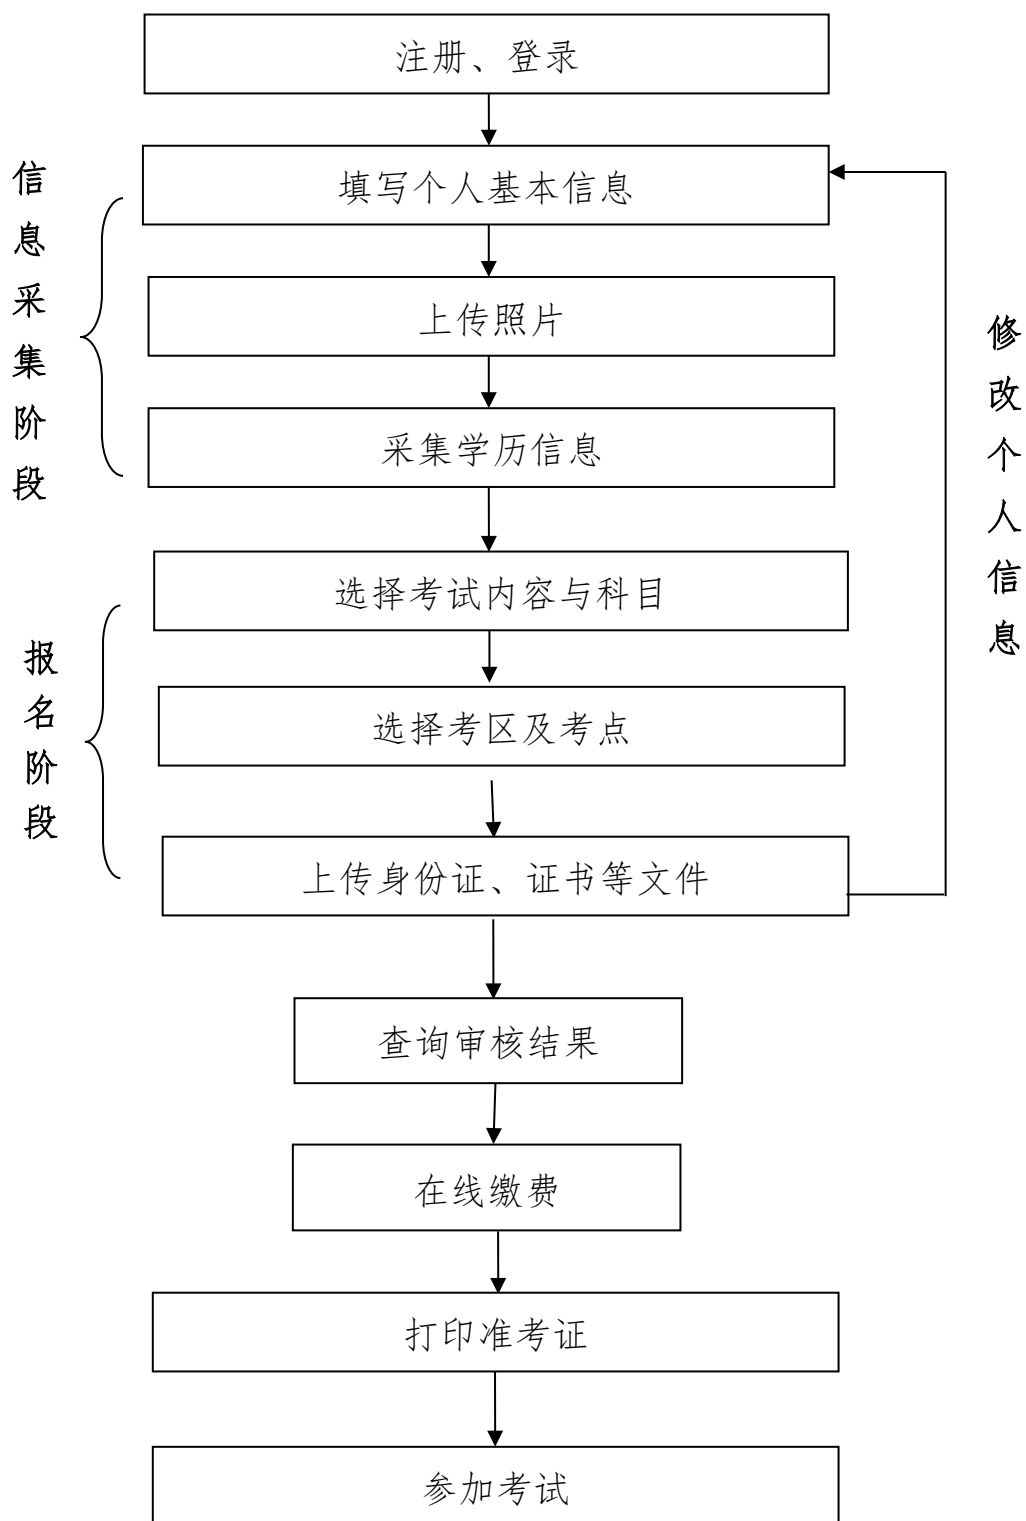 注册、登录
信息采集阶段
填写个人基本信息
上传照片
采集学历信息
修改个人信息
报名阶段
选择考试内容与科目
选择考区及考点
上传身份证、证书等文件
查询审核结果
在线缴费
打印准考证
参加考试